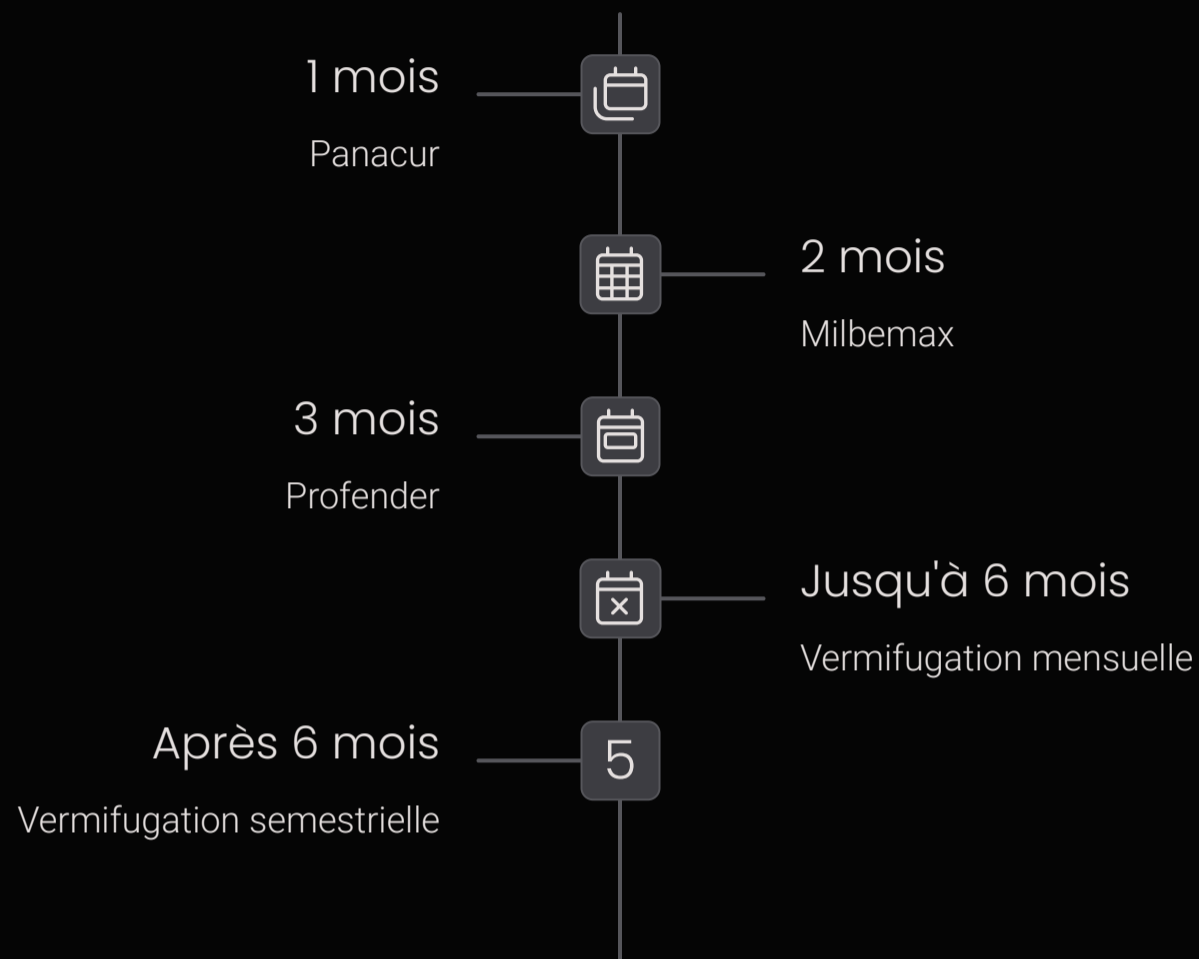 1 mois
Panacur
2 mois
Milbemax
3 mois
Profender
Jusqu'à 6 mois
Vermifugation mensuelle
Après 6 mois
5
Vermifugation semestrielle